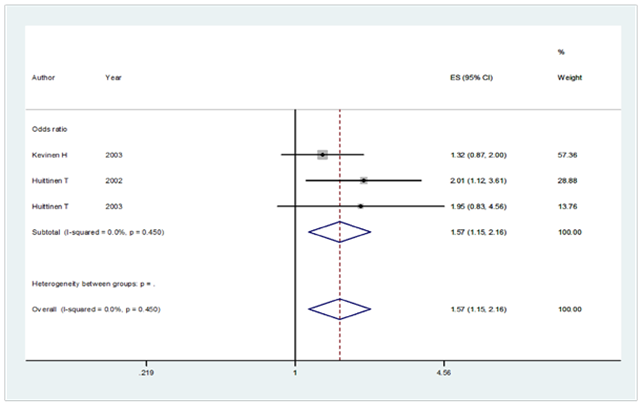 %
Author Year ES (95% CI) Weight
Odds ratio
Kevinen H 2003 1.32 (0.87, 2.00) 57.36
Huittinen T 2002 2.01 (1.12, 3.61) 28.88
Huittinen T 2003 1.95 (0.83, 4.56) 13.76
Subtotal (I-squared = 0.0%, p = 0.450) 1.57 (1.15, 2.16) 100.00
Heterogeneity between groups: p = .
Overall (I-squared = 0.0%, p = 0.450) 1.57 (1.15, 2.16) 100.00
.219 1 4.56